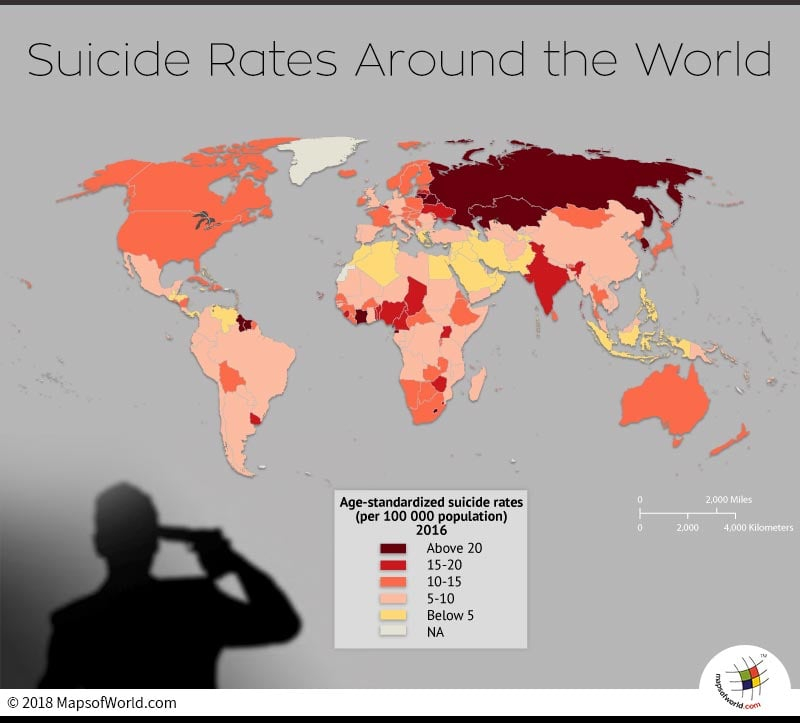 Suicide Rates Around the World
Age-standardized suicide rates
(per 100 000 population)
2016
Above 20
15-20
10-15
5-10
Below 5
NA
0 2,000 Miles
0 2,000 4,000 Kilometers
mapsofworld.com
TM
© 2018 MapsofWorld.com